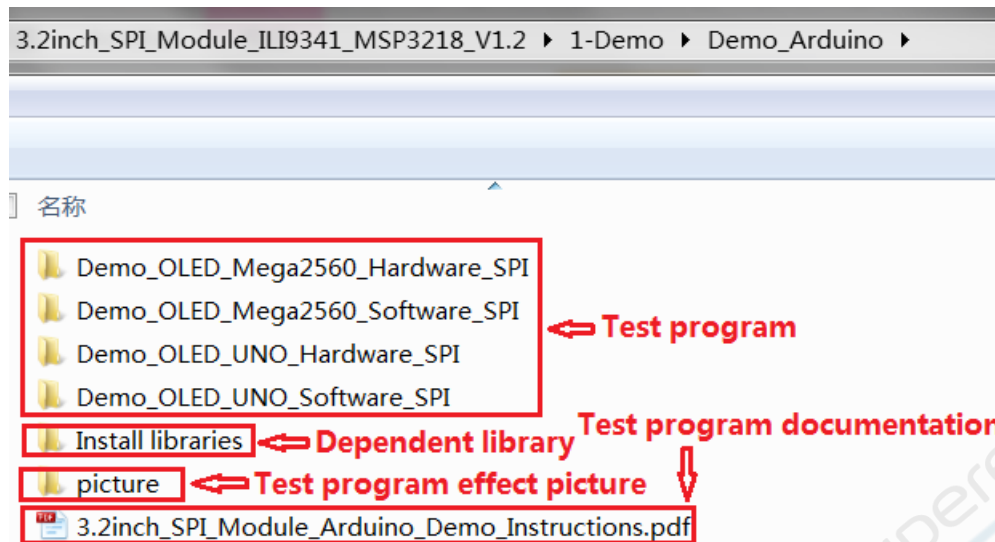 3.2inch_SPI_Module_ILI9341_MSP3218_V1.2 ▸ 1-Demo ▸ Demo_Arduino ▸
名称
Demo_OLED_Mega2560_Hardware_SPI
Demo_OLED_Mega2560_Software_SPI
Test program
Demo_OLED_UNO_Hardware_SPI
Demo_OLED_UNO_Software_SPI
Install libraries
Dependent library
Test program documentation
picture
Test program effect picture
3.2inch_SPI_Module_Arduino_Demo_Instructions.pdf